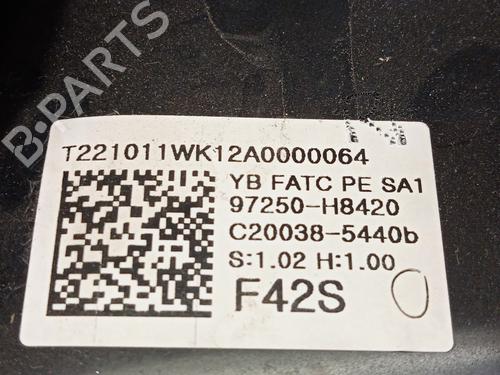 B-PARTS
T221011WK12A0000064
YB FATC PE SA1
97250-H8420
C20038-5440b
S:1.02 H:1.00
F42S